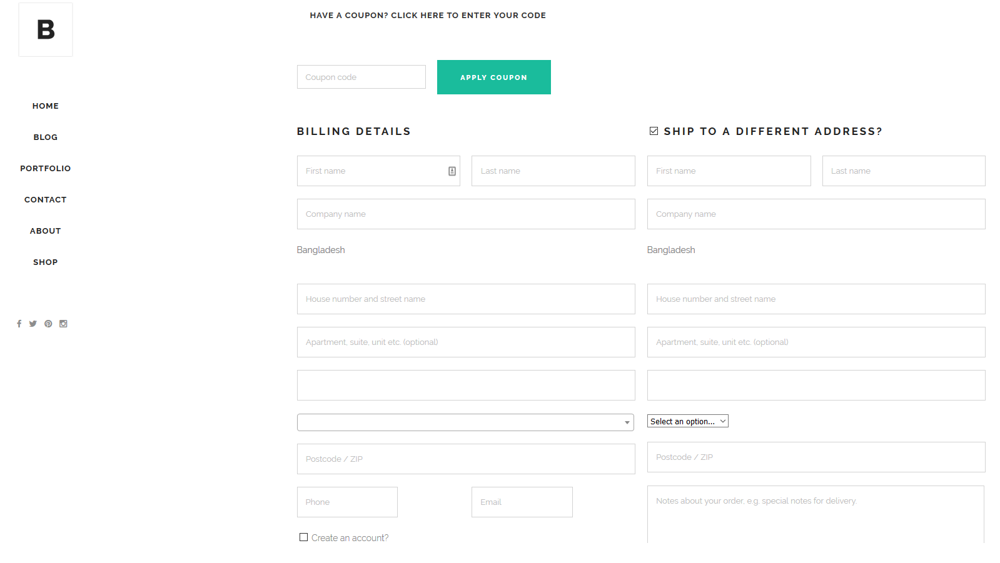 B
HOME
BLOG
PORTFOLIO
CONTACT
ABOUT
SHOP
HAVE A COUPON? CLICK HERE TO ENTER YOUR CODE
Coupon code
APPLY COUPON
BILLING DETAILS
First name
Last name
Company name
Bangladesh
House number and street name
Apartment, suite, unit etc. (optional)
Postcode / ZIP
Phone
Email
Create an account?
SHIP TO A DIFFERENT ADDRESS?
First name
Last name
Company name
Bangladesh
House number and street name
Apartment, suite, unit etc. (optional)
Select an option...
Postcode / ZIP
Notes about your order, e.g. special notes for delivery.